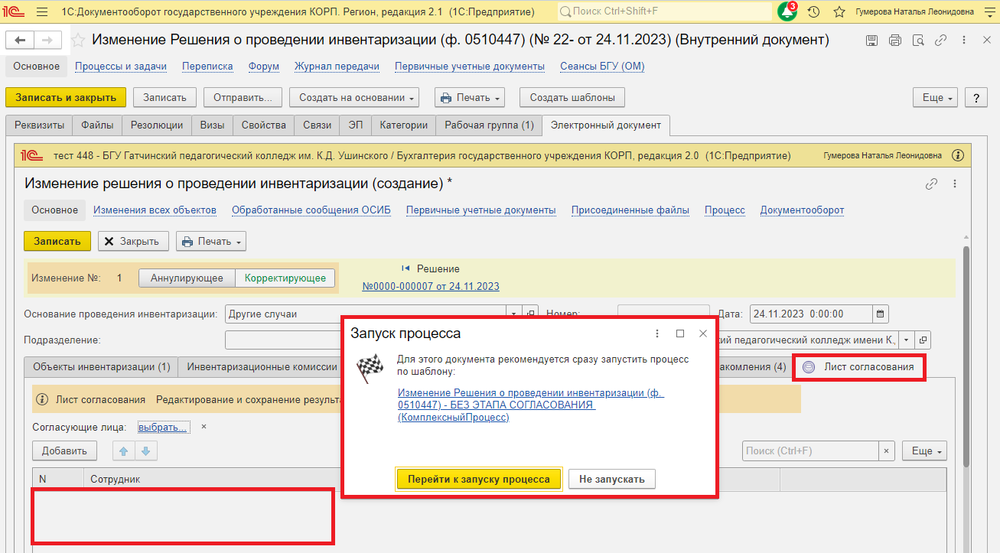 1С:Документооборот государственного учреждения КОРП. Регион, редакция 2.1 (1С:Предприятие)
Поиск Ctrl+Shift+F
3
Гумерова Наталья Леонидовна
Изменение Решения о проведении инвентаризации (ф. 0510447) (№ 22- от 24.11.2023) (Внутренний документ)
Основное Процессы и задачи Переписка Форум Журнал передачи Первичные учетные документы Сеансы БГУ (ОМ)
Записать и закрыть Записать Отправить... Создать на основании Печать Создать шаблоны Еще ?
Реквизиты Файлы Резолюции Визы Свойства Связи ЭП Категории Рабочая группа (1) Электронный документ
1С тест 448 - БГУ Гатчинский педагогический колледж им. К.Д. Ушинского / Бухгалтерия государственного учреждения КОРП, редакция 2.0 (1С:Предприятие) Гумерова Наталья Леонидовна
Изменение решения о проведении инвентаризации (создание) *
Основное Изменения всех объектов Обработанные сообщения ОСИБ Первичные учетные документы Присоединенные файлы Процесс Документооборот
Записать Закрыть Печать
Изменение №: 1 Аннулирующее Корректирующее
Решение
№0000-000007 от 24.11.2023
Основание проведения инвентаризации: Другие случаи Номер: Дата: 24.11.2023 0:00:00
Подразделение: кий педагогический колледж имени К.,
Объекты инвентаризации (1) Инвентаризационные комиссии акомления (4) Лист согласования
Лист согласования Редактирование и сохранение результа
Согласующие лица: выбрать... ×
Добавить Поиск (Ctrl+F) × Еще
N Сотрудник
Запуск процесса
Для этого документа рекомендуется сразу запустить процесс
по шаблону:
Изменение Решения о проведении инвентаризации (ф.
0510447) - БЕЗ ЭТАПА СОГЛАСОВАНИЯ
(КомплексныйПроцесс)
Перейти к запуску процесса Не запускать